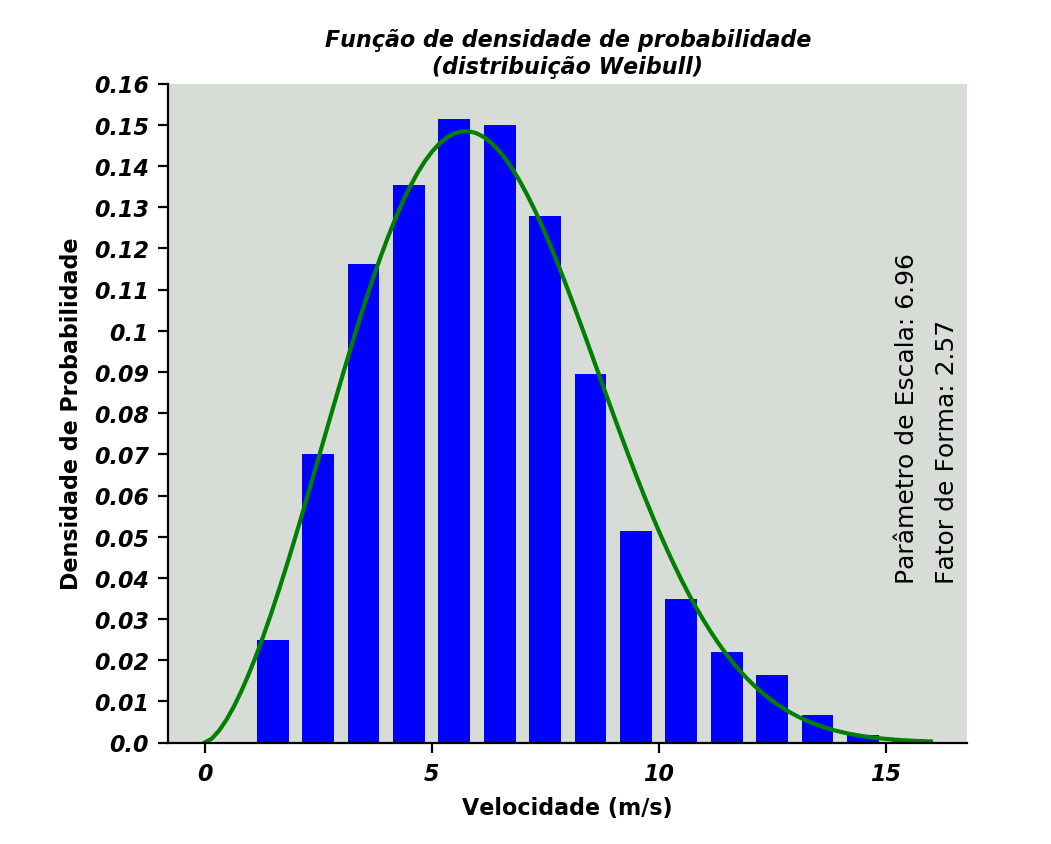 Função de densidade de probabilidade
(distribuição Weibull)
0.16
0.15
0.14
0.13
0.12
0.11
0.1
0.09
0.08
0.07
0.06
0.05
0.04
0.03
0.02
0.01
0.0
Densidade de Probabilidade
Parâmetro de Escala: 6.96
Fator de Forma: 2.57
0 5 10 15
Velocidade (m/s)